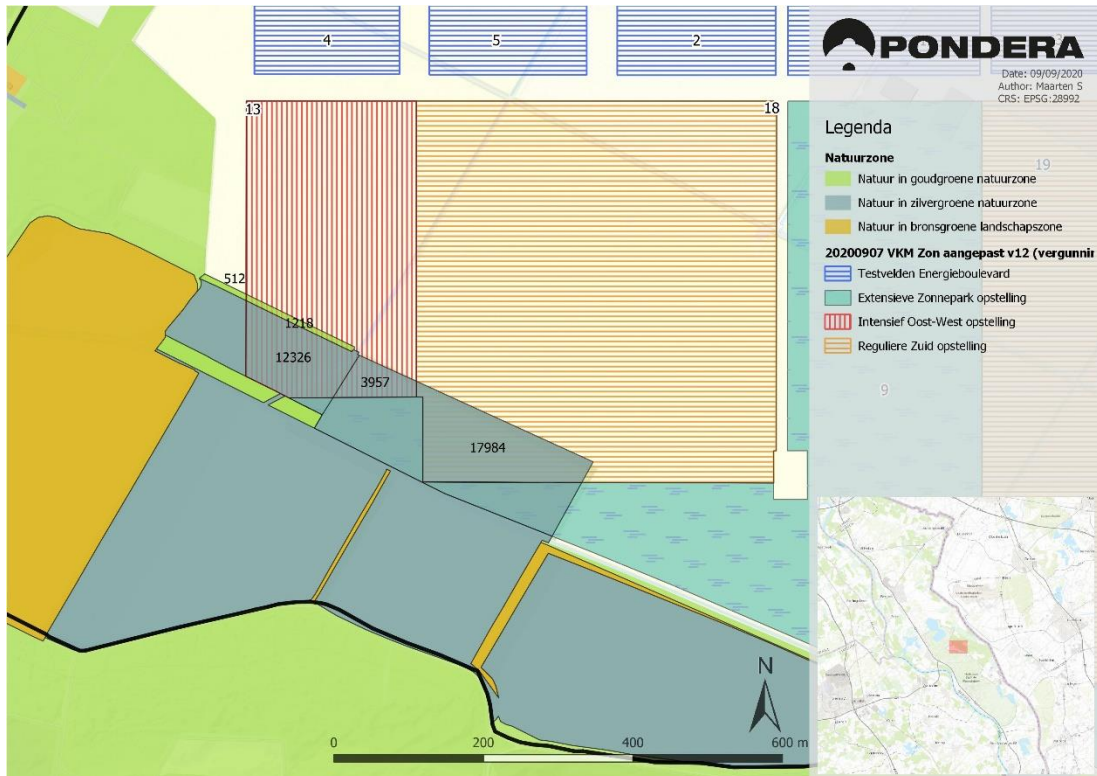 4
5
2
3
PONDERA
Date: 09/09/2020
Author: Maarten S
CRS: EPSG:28992
13
18
19
9
Legenda
Natuurzone
Natuur in goudgroene natuurzone
Natuur in zilvergroene natuurzone
Natuur in bronsgroene landschapszone
20200907 VKM Zon aangepast v12 (vergunnir
Testvelden Energieboulevard
Extensieve Zonnepark opstelling
Intensief Oost-West opstelling
Reguliere Zuid opstelling
512
1218
12326
3957
17984
N
0 200 400 600 m